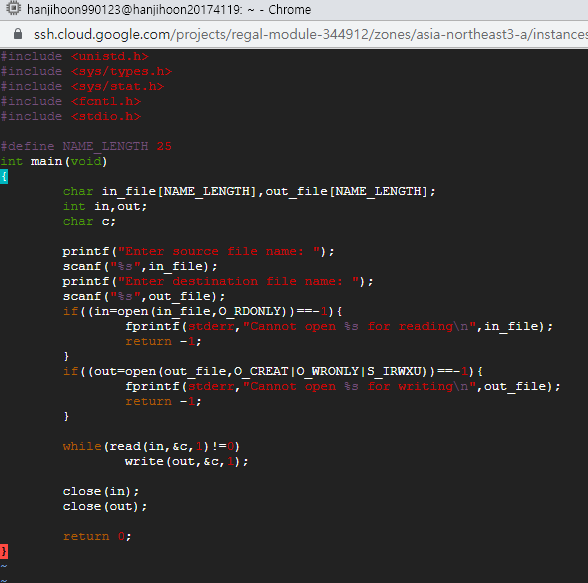 hanjihoon990123@hanjihoon20174119: ~ - Chrome
ssh.cloud.google.com/projects/regal-module-344912/zones/asia-northeast3-a/instances
#include <unistd.h>
#include <sys/types.h>
#include <sys/stat.h>
#include <fcntl.h>
#include <stdio.h>
#define NAME_LENGTH 25
int main(void)
{
char in_file[NAME_LENGTH],out_file[NAME_LENGTH];
int in,out;
char c;
printf("Enter source file name: ");
scanf("%s",in_file);
printf("Enter destination file name: ");
scanf("%s",out_file);
if((in=open(in_file,O_RDONLY))==-1){
fprintf(stderr,"Cannot open %s for reading\n",in_file);
return -1;
}
if((out=open(out_file,O_CREAT|O_WRONLY|S_IRWXU))==-1){
fprintf(stderr,"Cannot open %s for writing\n",out_file);
return -1;
}
while(read(in,&c,1)!=0)
write(out,&c,1);
close(in);
close(out);
return 0;
}
~
~